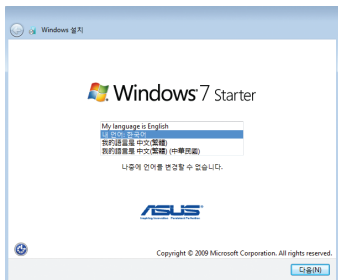 Windows 설치
Windows 7 Starter
My language is English
내 언어: 한국어
我的語言是 中文(繁體)
我的語言是 中文(繁體) (中華民國)
나중에 언어를 변경할 수 없습니다.
ASUS
Copyright © 2009 Microsoft Corporation. All rights reserved.
다음(N)